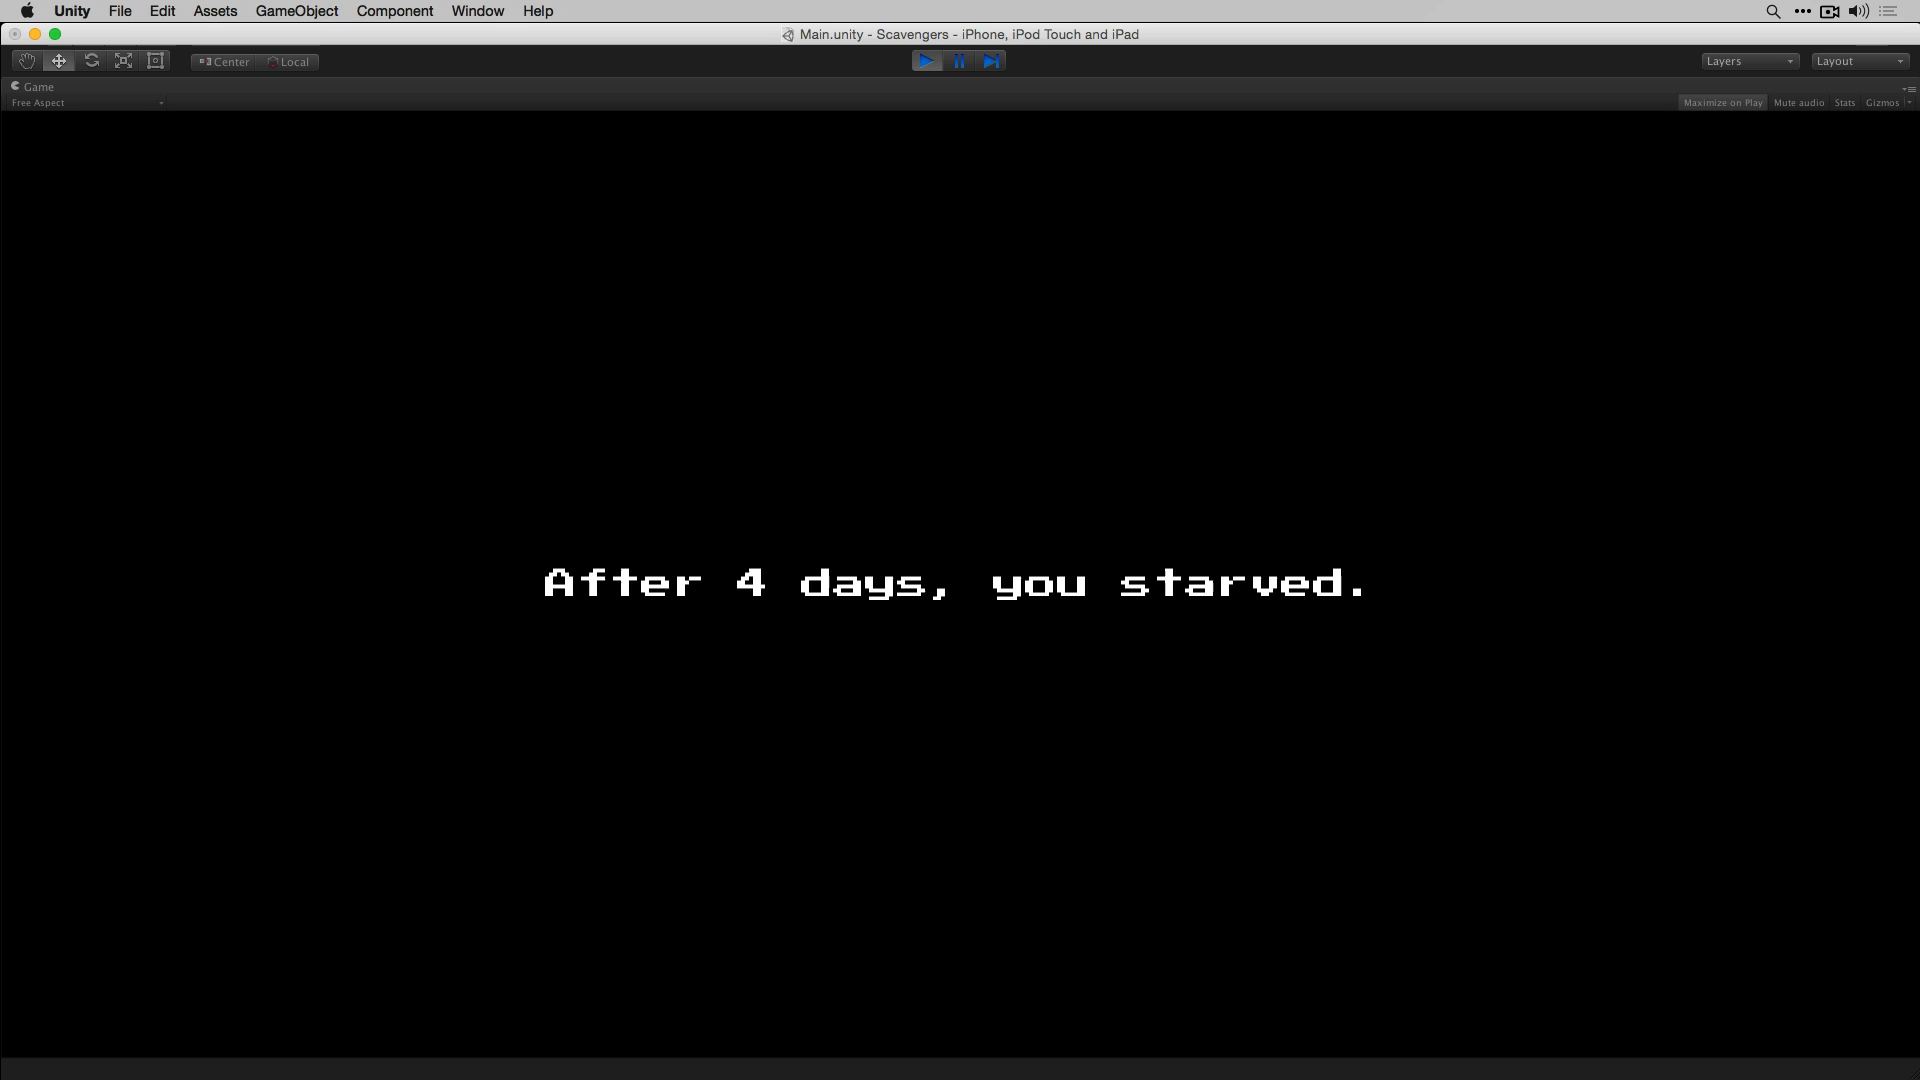 Unity File Edit Assets GameObject Component Window Help
Main.unity - Scavengers - iPhone, iPod Touch and iPad
Center Local Layers Layout
Game
Free Aspect Maximize on Play Mute audio Stats Gizmos
After 4 days, you starved.